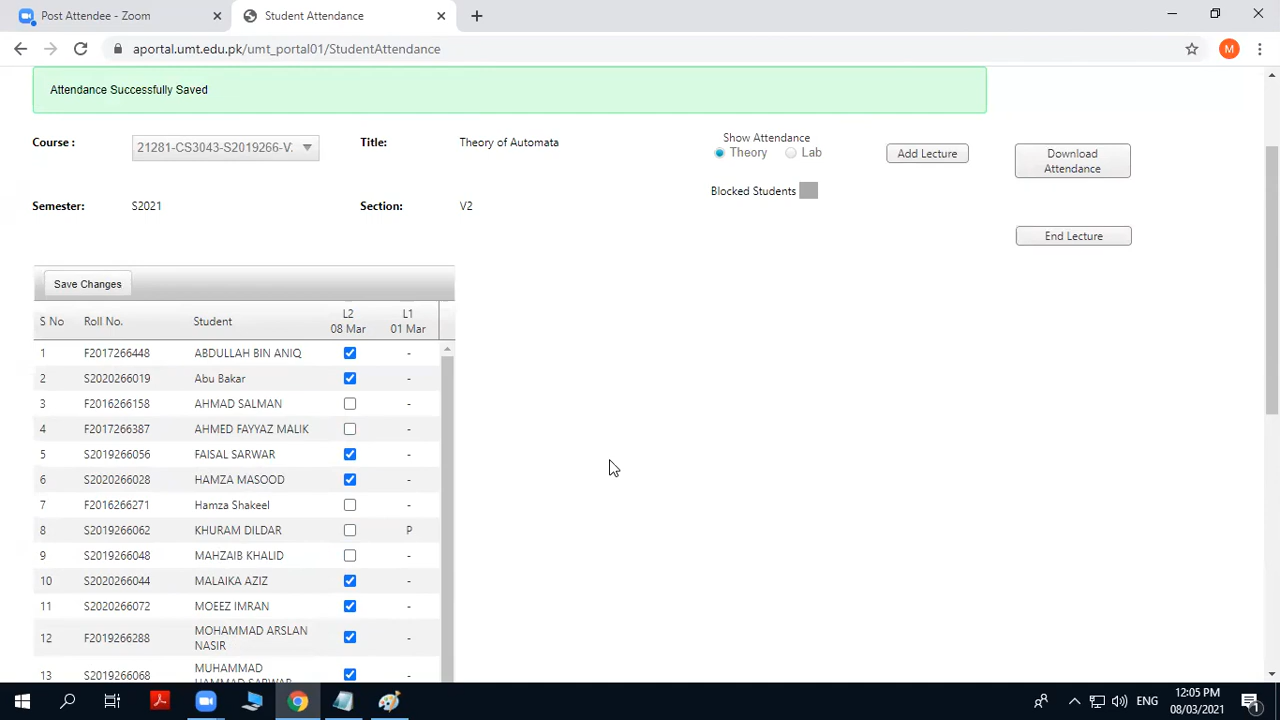 Post Attendee - Zoom
Student Attendance
aportal.umt.edu.pk/umt_portal01/StudentAttendance
M
Attendance Successfully Saved
Course : 21281-CS3043-S2019266-V. Title: Theory of Automata
Show Attendance
Theory Lab
Add Lecture
Download
Attendance
Blocked Students
Semester: S2021 Section: V2
End Lecture
Save Changes
S No Roll No. Student L2 08 Mar L1 01 Mar
1 F2017266448 ABDULLAH BIN ANIQ -
2 S2020266019 Abu Bakar -
3 F2016266158 AHMAD SALMAN -
4 F2017266387 AHMED FAYYAZ MALIK -
5 S2019266056 FAISAL SARWAR -
6 S2020266028 HAMZA MASOOD -
7 F2016266271 Hamza Shakeel -
8 S2019266062 KHURAM DILDAR P
9 S2019266048 MAHZAIB KHALID -
10 S2020266044 MALAIKA AZIZ -
11 S2020266072 MOEEZ IMRAN -
12 F2019266288 MOHAMMAD ARSLAN NASIR -
13 S2019266068 MUHAMMAD HAMMAD SARWAR -
ENG
12:05 PM
08/03/2021
1